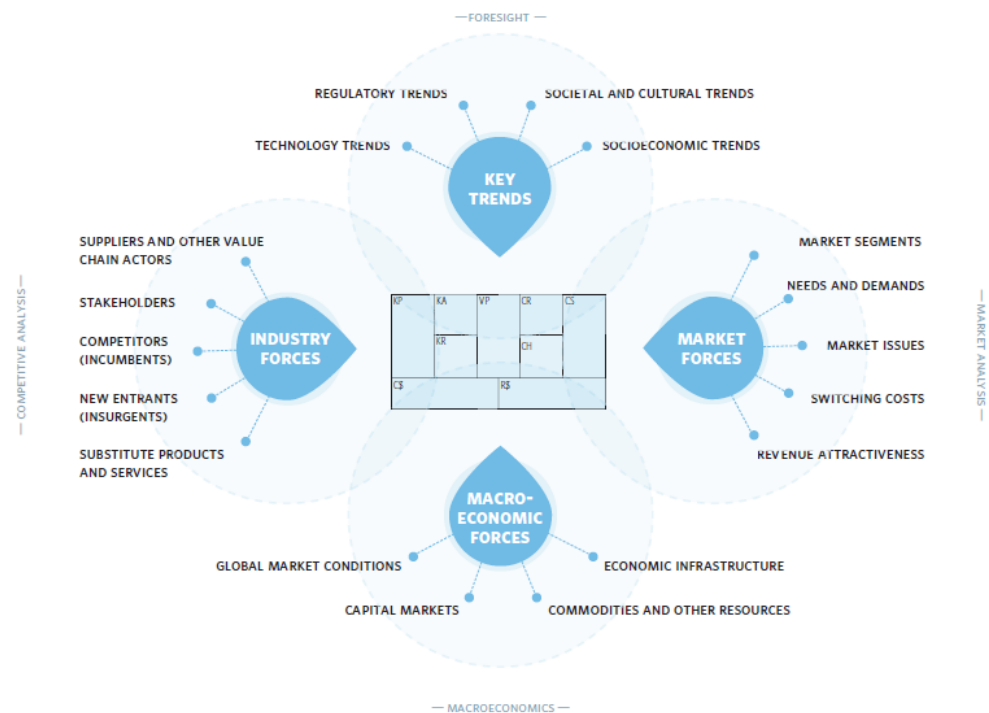 — FORESIGHT —
REGULATORY TRENDS
SOCIETAL AND CULTURAL TRENDS
TECHNOLOGY TRENDS
SOCIOECONOMIC TRENDS
KEY
TRENDS
SUPPLIERS AND OTHER VALUE
CHAIN ACTORS
STAKEHOLDERS
COMPETITORS
(INCUMBENTS)
NEW ENTRANTS
(INSURGENTS)
SUBSTITUTE PRODUCTS
AND SERVICES
INDUSTRY
FORCES
— COMPETITIVE ANALYSIS —
KP
KA
VP
CR
CS
KR
CH
C$
R$
MARKET
FORCES
MARKET SEGMENTS
NEEDS AND DEMANDS
MARKET ISSUES
SWITCHING COSTS
REVENUE ATTRACTIVENESS
— MARKET ANALYSIS —
MACRO-
ECONOMIC
FORCES
GLOBAL MARKET CONDITIONS
ECONOMIC INFRASTRUCTURE
CAPITAL MARKETS
COMMODITIES AND OTHER RESOURCES
— MACROECONOMICS —